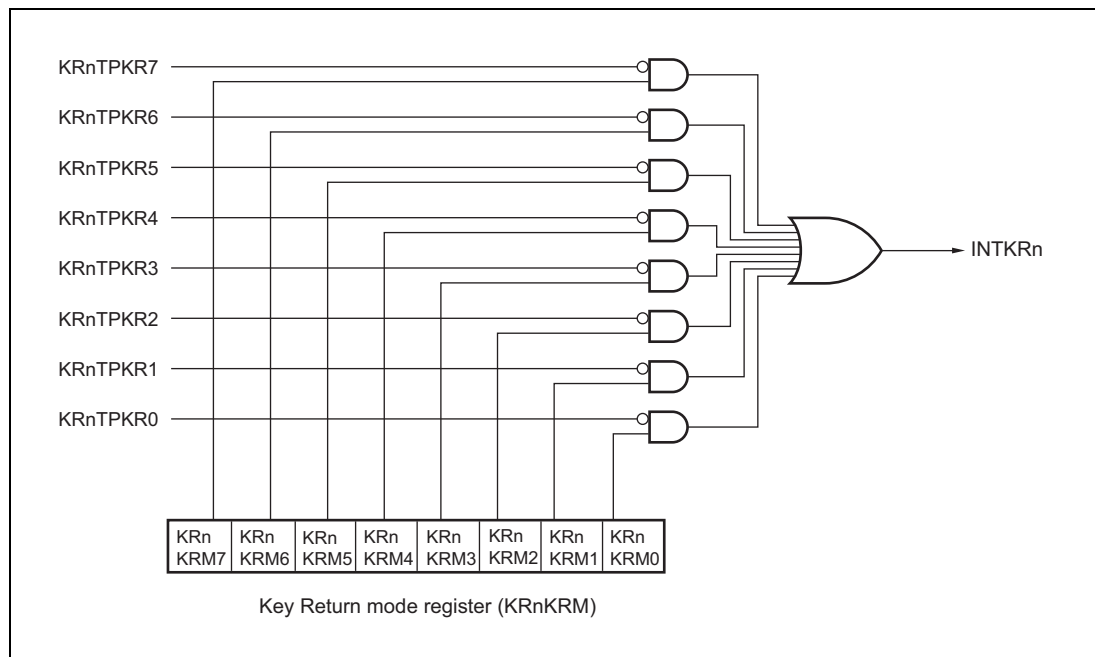 KRnTPKR7
KRnTPKR6
KRnTPKR5
KRnTPKR4
KRnTPKR3
KRnTPKR2
KRnTPKR1
KRnTPKR0
INTKRn
KRn KRn KRn KRn KRn KRn KRn KRn
KRM7 KRM6 KRM5 KRM4 KRM3 KRM2 KRM1 KRM0
Key Return mode register (KRnKRM)